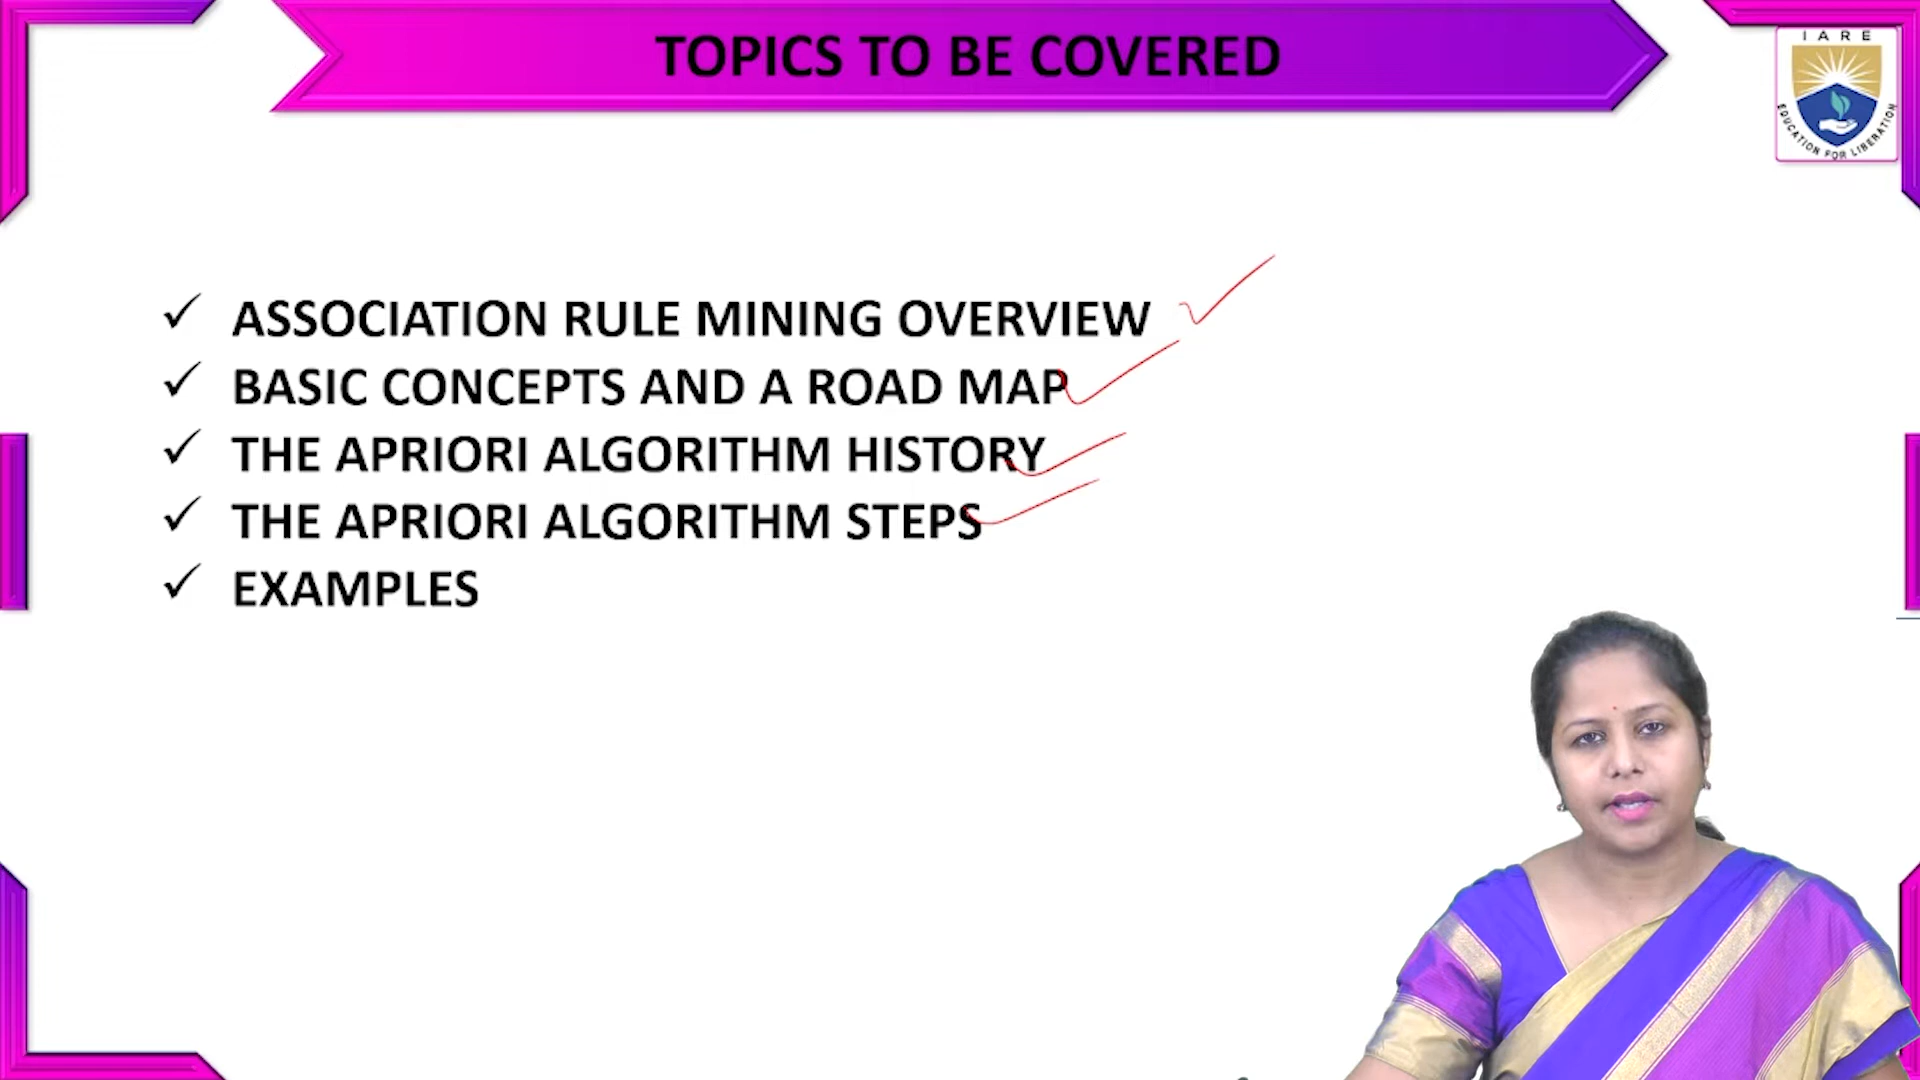 TOPICS TO BE COVERED
IARE
EDUCATION FOR LIBERATION
✓ ASSOCIATION RULE MINING OVERVIEW
✓ BASIC CONCEPTS AND A ROAD MAP
✓ THE APRIORI ALGORITHM HISTORY
✓ THE APRIORI ALGORITHM STEPS
✓ EXAMPLES